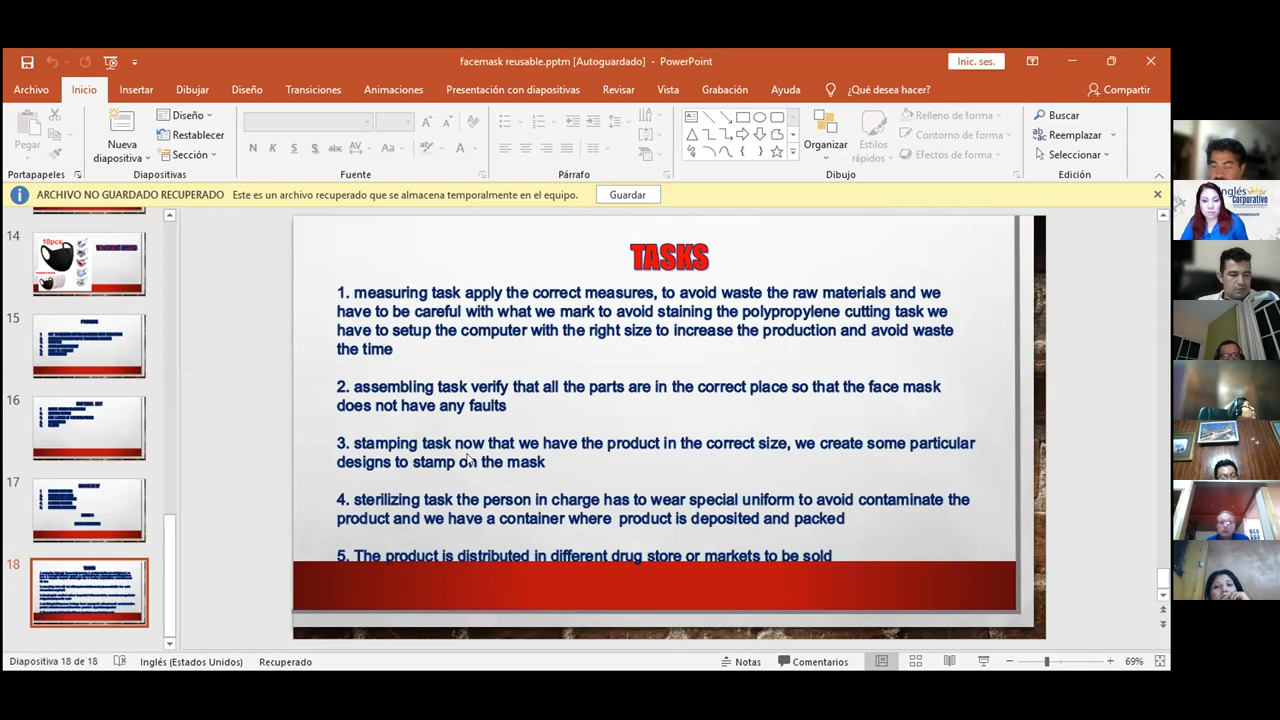 facemask reusable.pptm [Autoguardado] - PowerPoint
Inic. ses.
Archivo Inicio Insertar Dibujar Diseño Transiciones Animaciones Presentación con diapositivas Revisar Vista Grabación Ayuda ¿Qué desea hacer? Compartir
Pegar
Nueva diapositiva
Diseño
Restablecer
Sección
N K S abc AV Aa A
Organizar
Estilos rápidos
Relleno de forma
Contorno de forma
Efectos de forma
Buscar
Reemplazar
Seleccionar
Portapapeles Diapositivas Fuente Párrafo Dibujo Edición
ARCHIVO NO GUARDADO RECUPERADO Este es un archivo recuperado que se almacena temporalmente en el equipo. Guardar
14
10pcs
15
16
17
18
TASKS
1. measuring task apply the correct measures, to avoid waste the raw materials and we
have to be careful with what we mark to avoid staining the polypropylene cutting task we
have to setup the computer with the right size to increase the production and avoid waste
the time
2. assembling task verify that all the parts are in the correct place so that the face mask
does not have any faults
3. stamping task now that we have the product in the correct size, we create some particular
designs to stamp on the mask
4. sterilizing task the person in charge has to wear special uniform to avoid contaminate the
product and we have a container where product is deposited and packed
5. The product is distributed in different drug store or markets to be sold
Diapositiva 18 de 18 Inglés (Estados Unidos) Recuperado Notas Comentarios 69%
Inglés
Corporativo